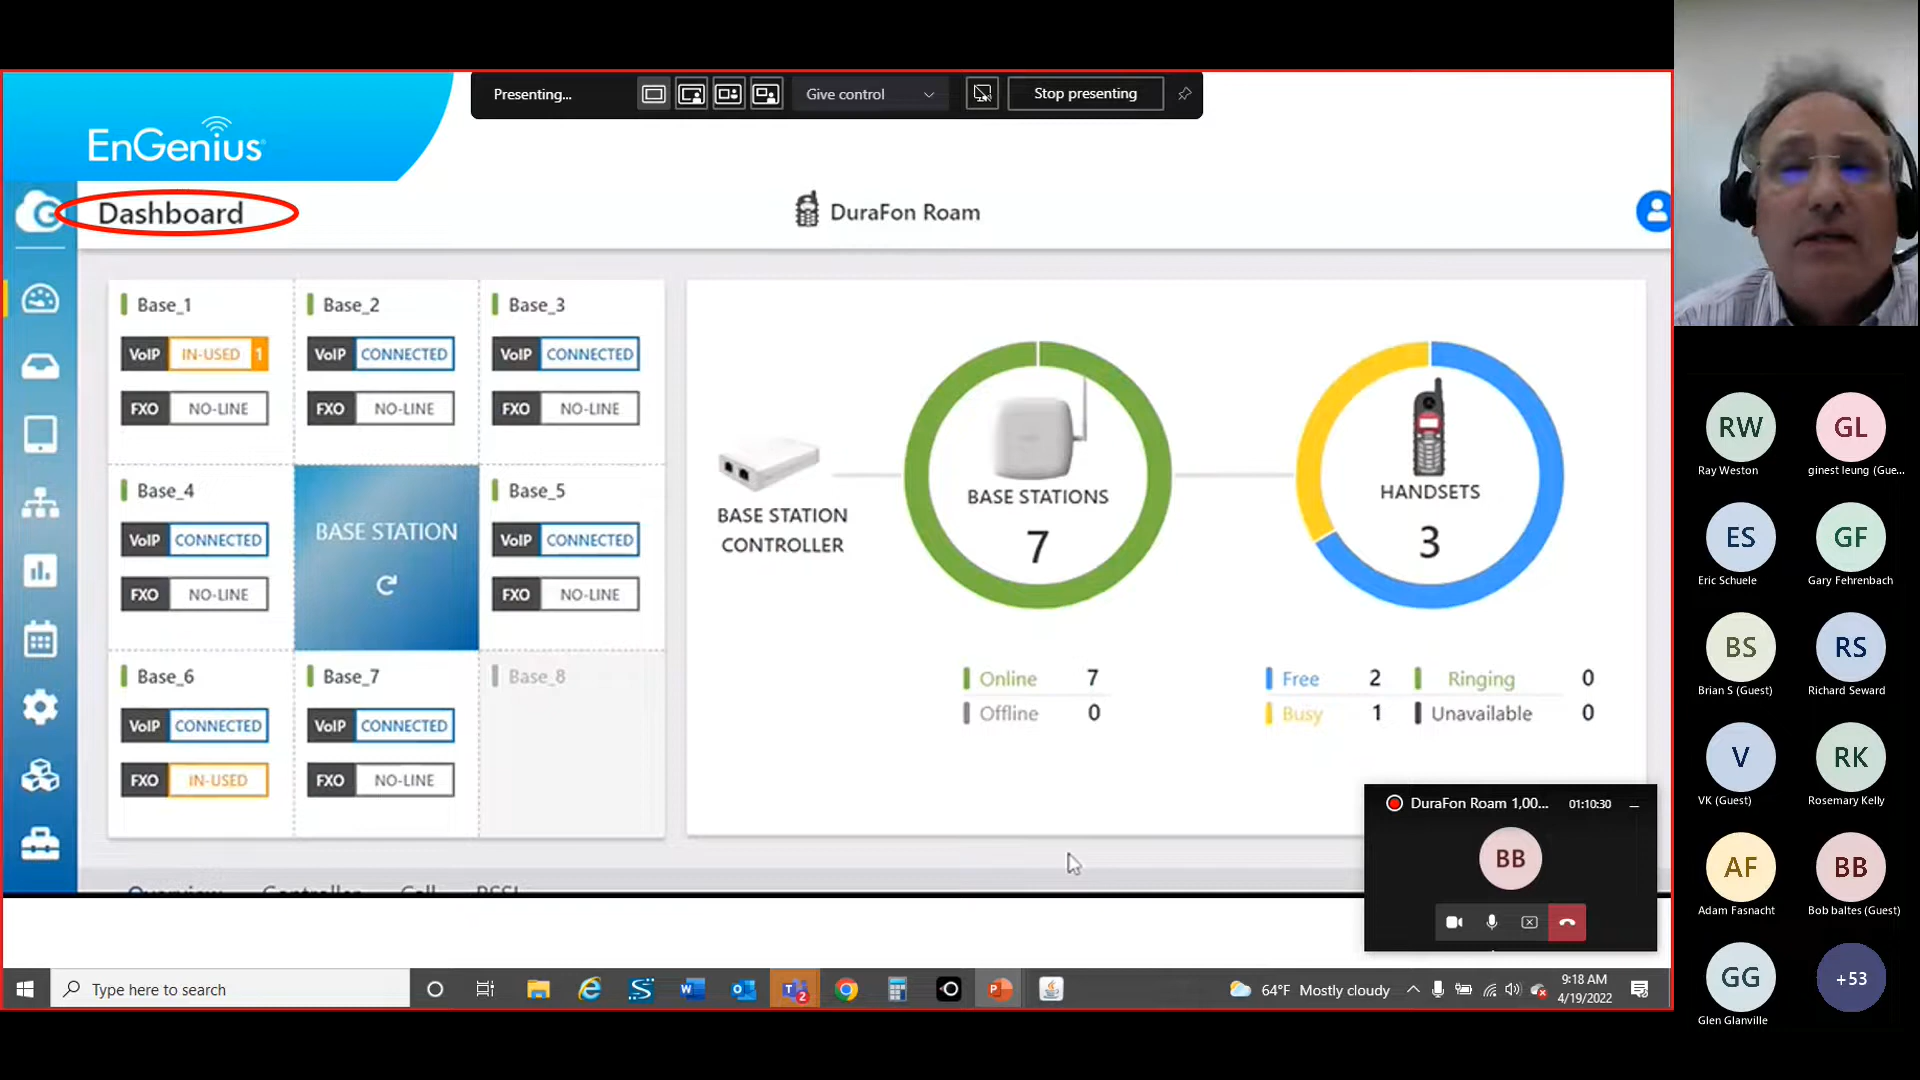 Presenting...
Give control
Stop presenting
EnGenius
Dashboard
DuraFon Roam
Base_1
VoIP IN-USED 1
FXO NO-LINE
Base_2
VoIP CONNECTED
FXO NO-LINE
Base_3
VoIP CONNECTED
FXO NO-LINE
Base_4
VoIP CONNECTED
FXO NO-LINE
BASE STATION
Base_5
VoIP CONNECTED
FXO NO-LINE
Base_6
VoIP CONNECTED
FXO IN-USED
Base_7
VoIP CONNECTED
FXO NO-LINE
Base_8
BASE STATION
CONTROLLER
BASE STATIONS
7
HANDSETS
3
Online 7
Offline 0
Free 2
Ringing 0
Busy 1
Unavailable 0
Overview Controller Call RSSI
DuraFon Roam 1,00... 01:10:30
BB
Type here to search
2
64°F Mostly cloudy
9:18 AM
4/19/2022
RW
Ray Weston
GL
ginest leung (Gue...
ES
Eric Schuele
GF
Gary Fehrenbach
BS
Brian S (Guest)
RS
Richard Seward
V
VK (Guest)
RK
Rosemary Kelly
AF
Adam Fasnacht
BB
Bob baltes (Guest)
GG
Glen Glanville
+53